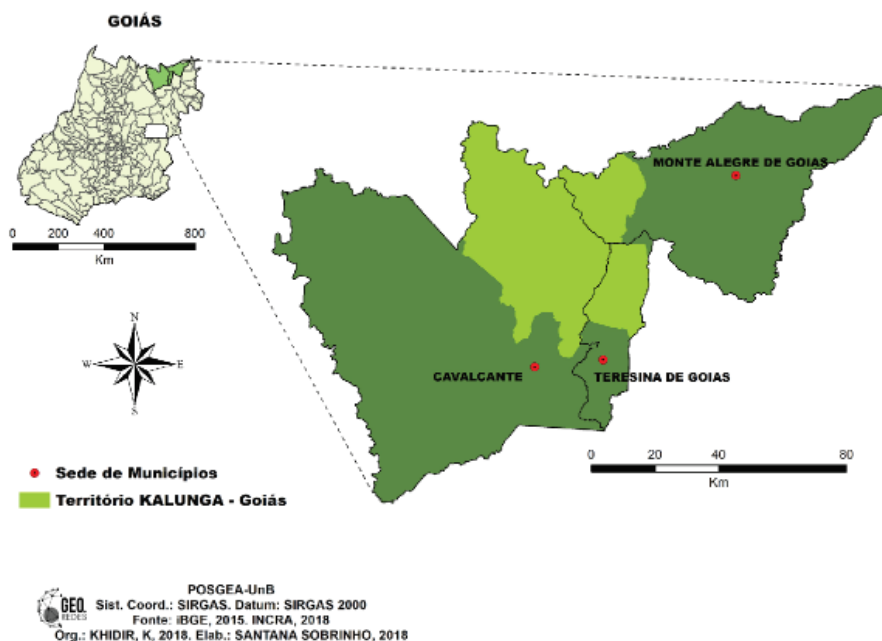 GOIÁS
0 200 400 800
Km
N
W E
S
MONTE ALEGRE DE GOIAS
CAVALCANTE
TERESINA DE GOIAS
0 20 40 80
Km
Sede de Municípios
Território KALUNGA - Goiás
GEO.
REDES
POSGEA-UnB
Sist. Coord.: SIRGAS. Datum: SIRGAS 2000
Fonte: iBGE, 2015. INCRA, 2018
Org.: KHIDIR, K, 2018. Elab.: SANTANA SOBRINHO, 2018